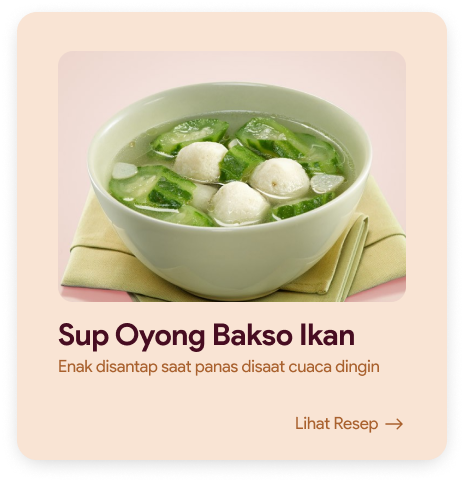 Sup Oyong Bakso Ikan
Enak disantap saat panas disaat cuaca dingin
Lihat Resep →